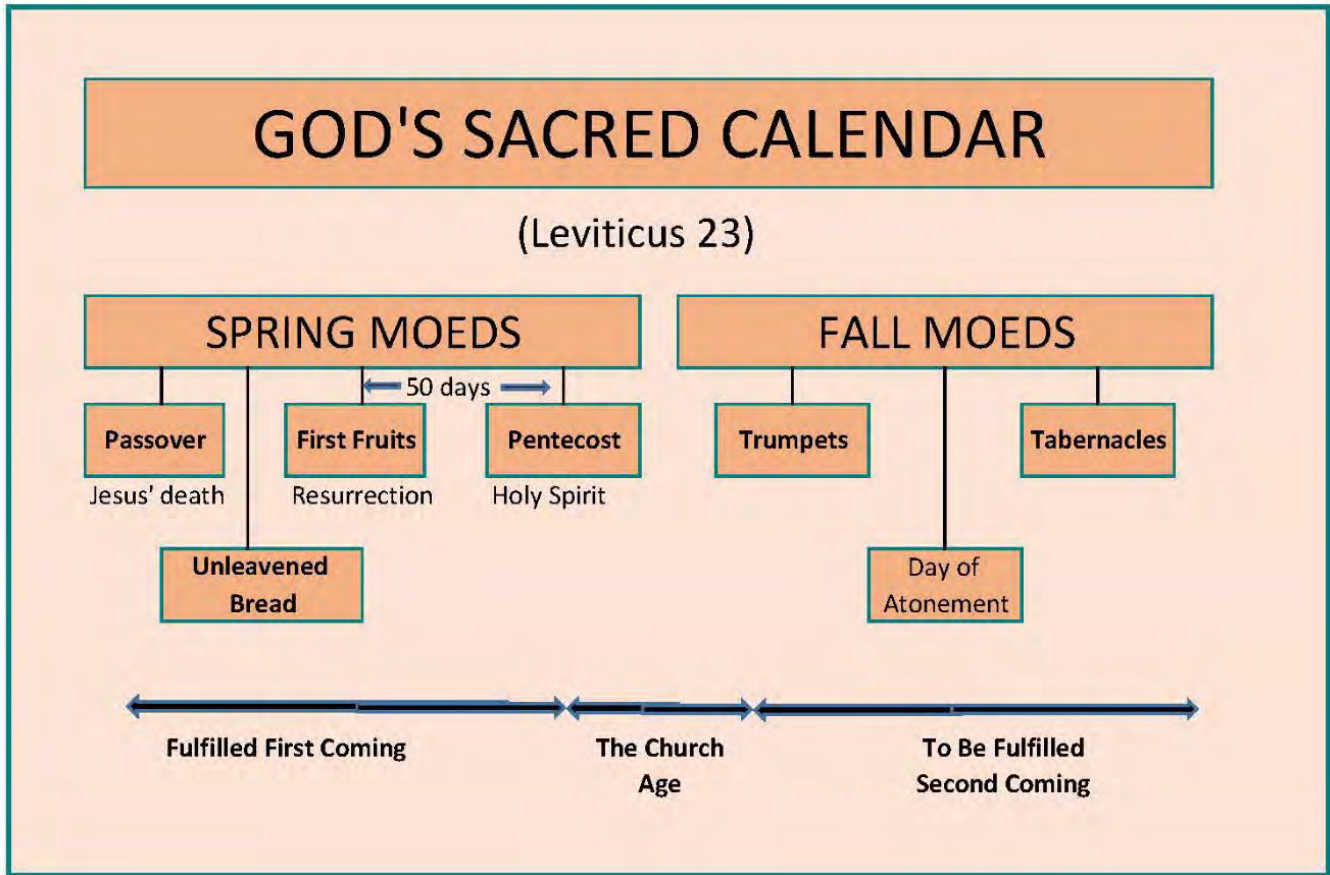 GOD'S SACRED CALENDAR
(Leviticus 23)
SPRING MOEDS
FALL MOEDS
50 days
Passover
First Fruits
Pentecost
Trumpets
Tabernacles
Jesus' death
Resurrection
Holy Spirit
Unleavened
Bread
Day of
Atonement
Fulfilled First Coming
The Church
Age
To Be Fulfilled
Second Coming